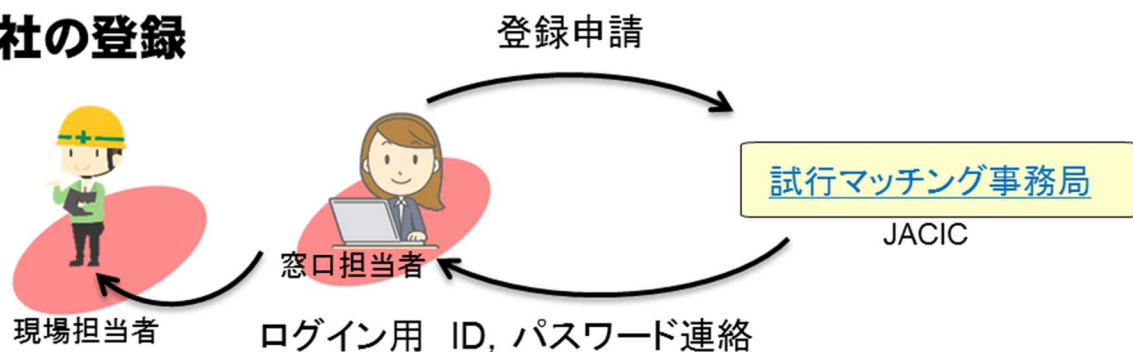 社の登録
登録申請
試行マッチング事務局
JACIC
窓口担当者
現場担当者
ログイン用 ID, パスワード連絡